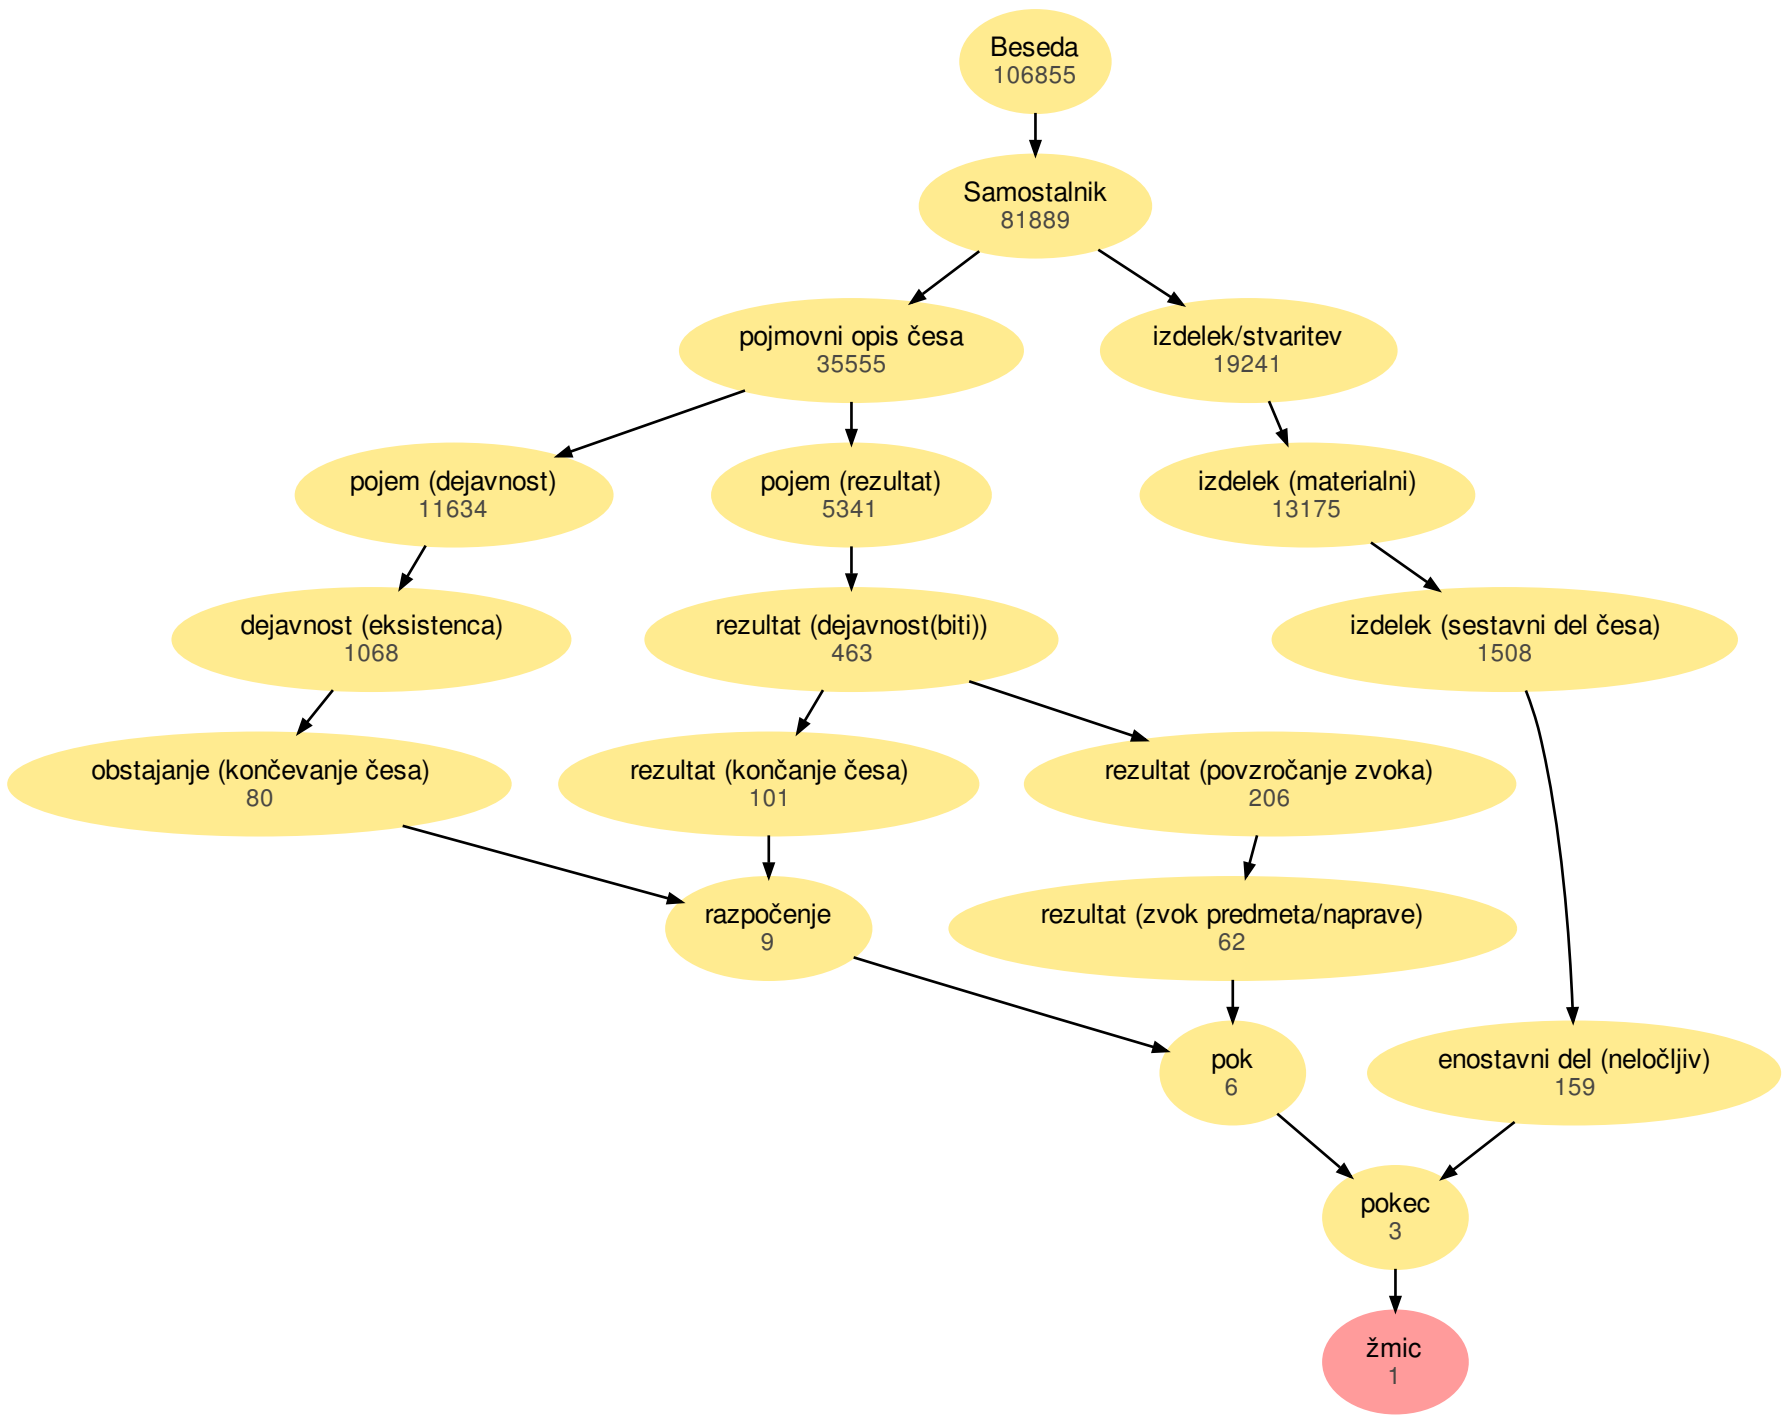 Beseda
106855
Samostalnik
81889
pojmovni opis česa
35555
izdelek/stvaritev
19241
pojem (dejavnost)
11634
pojem (rezultat)
5341
izdelek (materialni)
13175
dejavnost (eksistenca)
1068
rezultat (dejavnost(biti))
463
izdelek (sestavni del česa)
1508
obstajanje (končevanje česa)
80
rezultat (končanje česa)
101
rezultat (povzročanje zvoka)
206
razpočenje
9
rezultat (zvok predmeta/naprave)
62
pok
6
enostavni del (neločljiv)
159
pokec
3
žmic
1